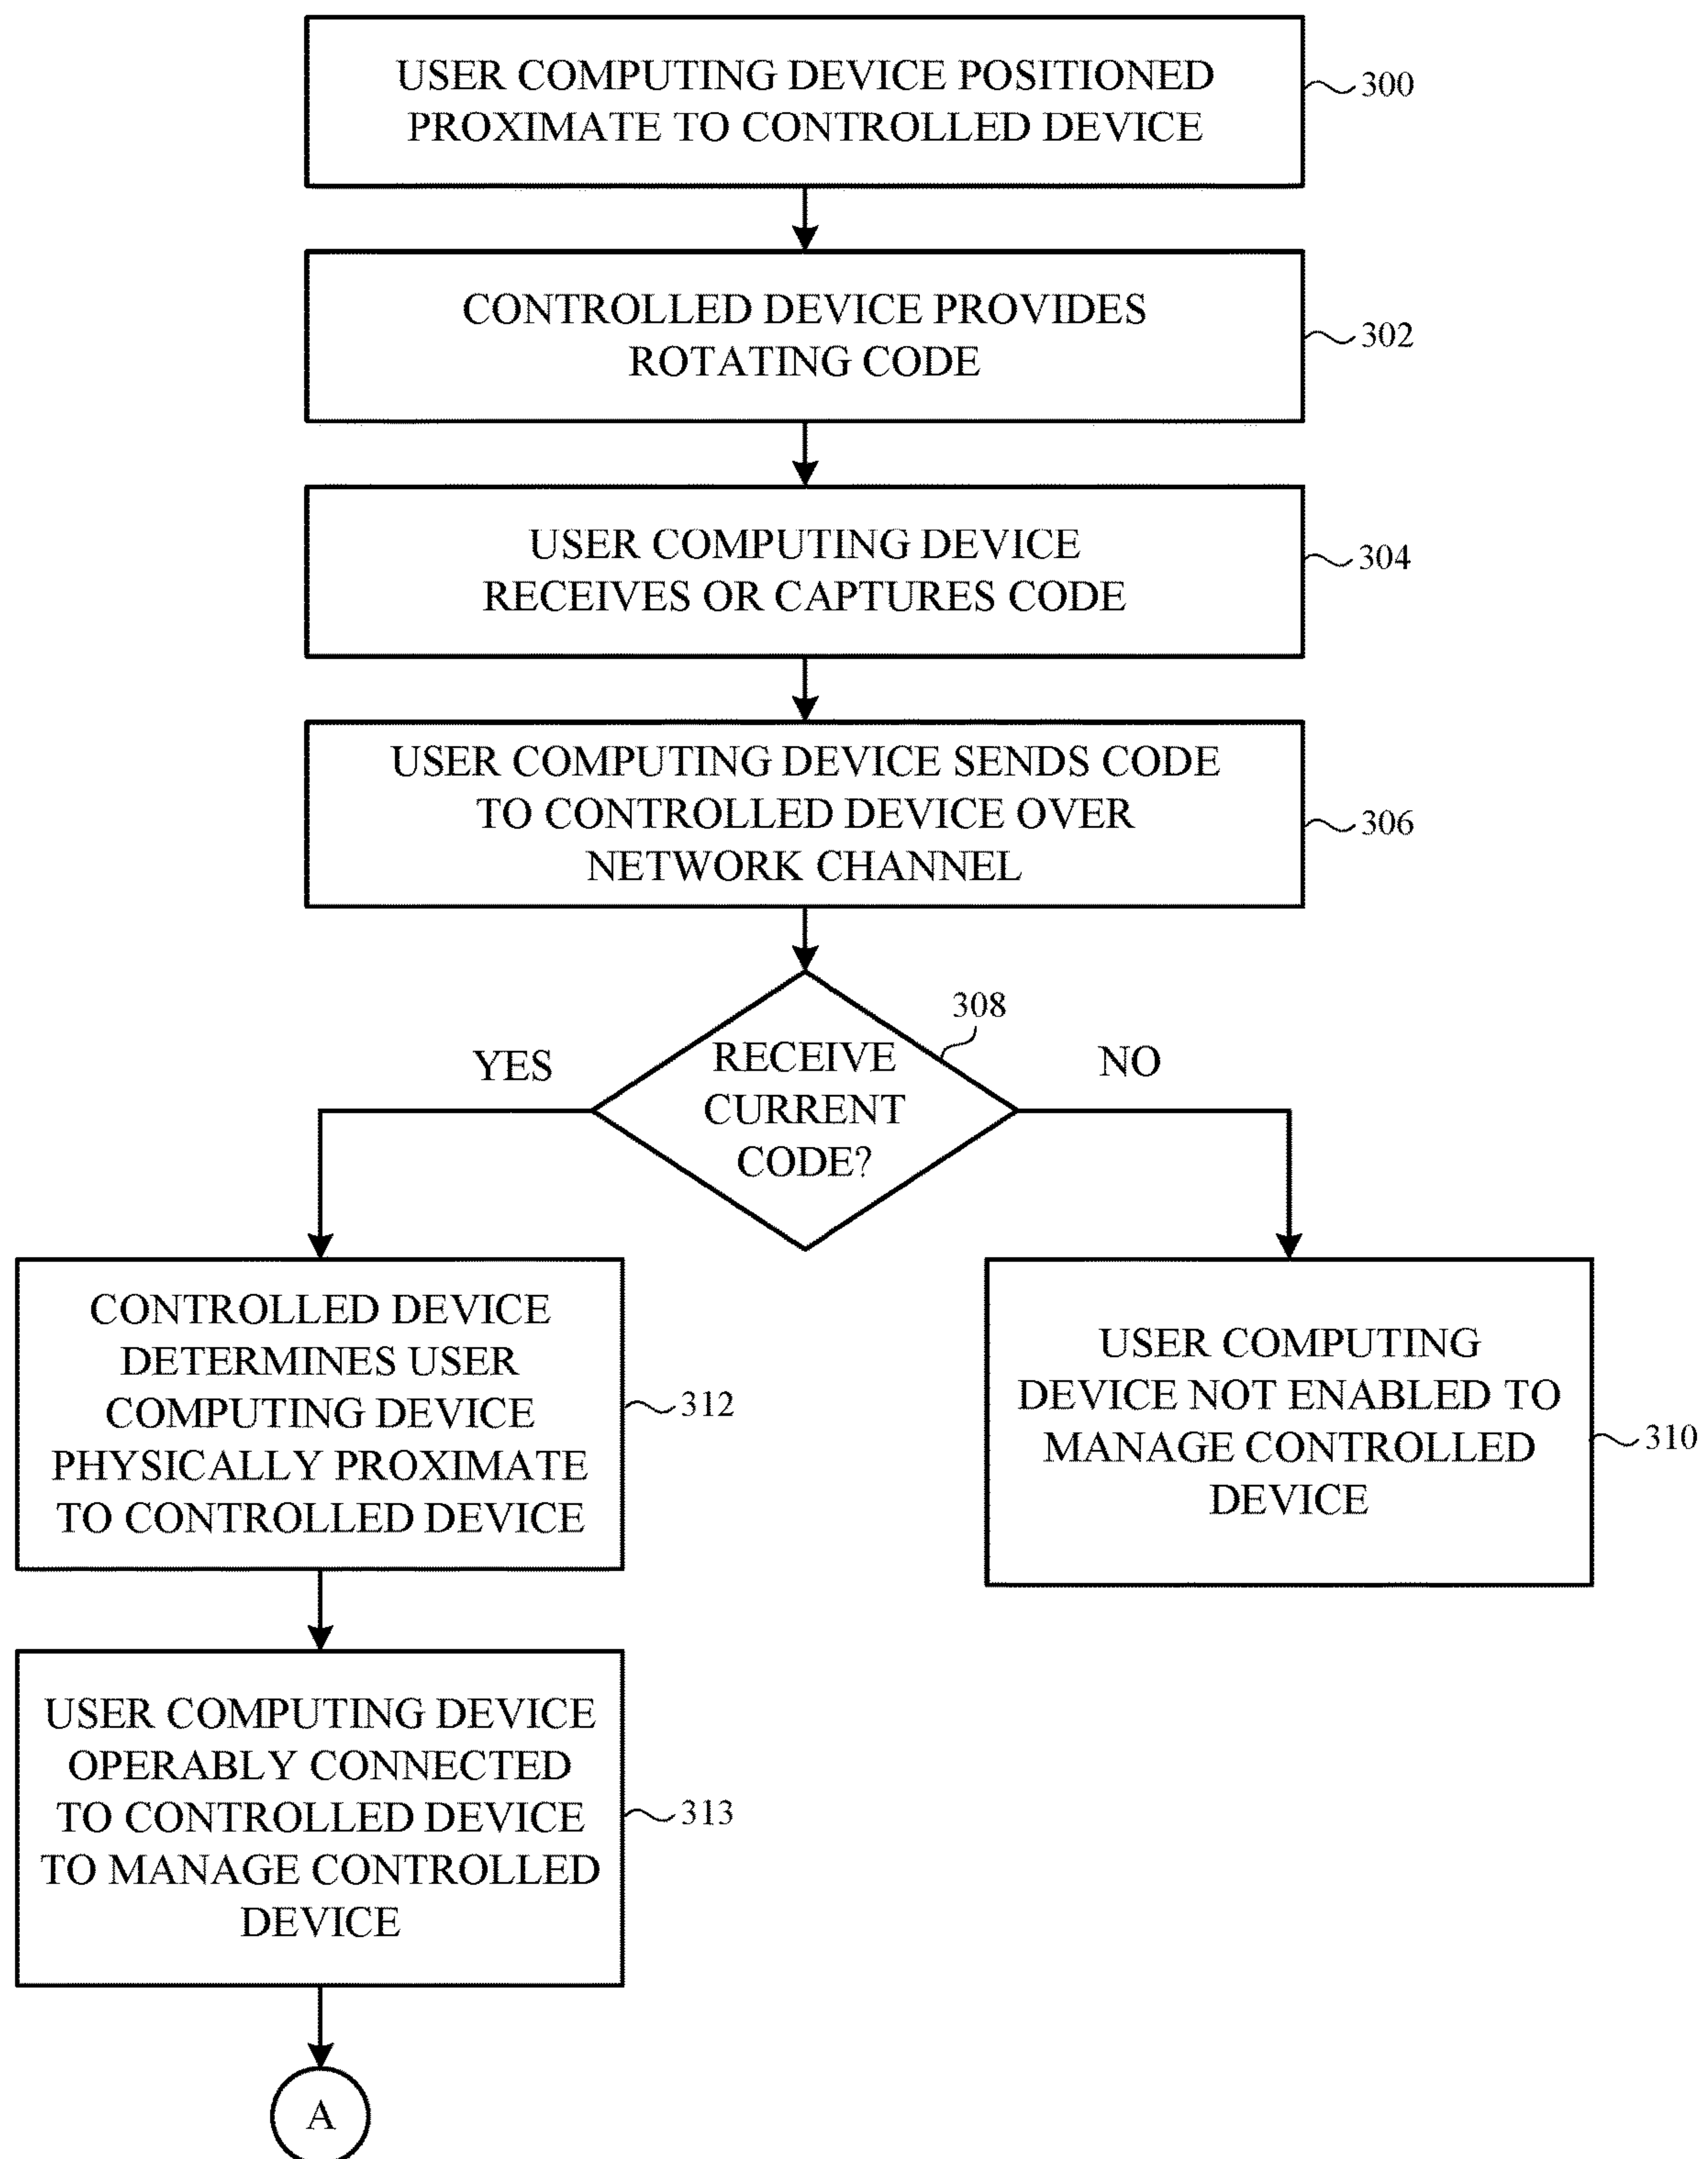 USER COMPUTING DEVICE POSITIONED
PROXIMATE TO CONTROLLED DEVICE
300
CONTROLLED DEVICE PROVIDES
ROTATING CODE
302
USER COMPUTING DEVICE
RECEIVES OR CAPTURES CODE
304
USER COMPUTING DEVICE SENDS CODE
TO CONTROLLED DEVICE OVER
NETWORK CHANNEL
306
308
RECEIVE
CURRENT
CODE?
YES
NO
CONTROLLED DEVICE
DETERMINES USER
COMPUTING DEVICE
PHYSICALLY PROXIMATE
TO CONTROLLED DEVICE
312
USER COMPUTING
DEVICE NOT ENABLED TO
MANAGE CONTROLLED
DEVICE
310
USER COMPUTING DEVICE
OPERABLY CONNECTED
TO CONTROLLED DEVICE
TO MANAGE CONTROLLED
DEVICE
313
A